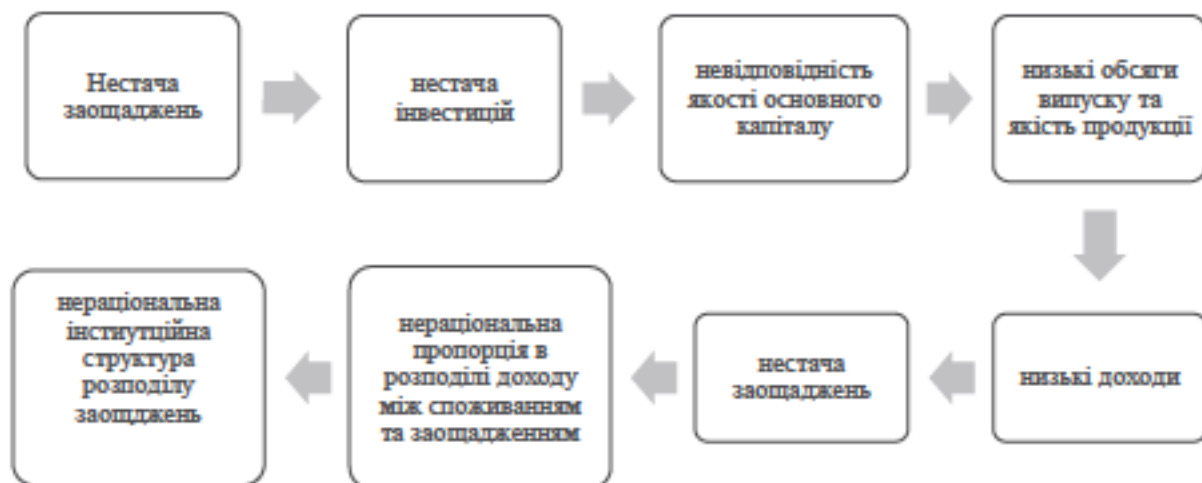 Нестача
заощаджень
нестача
інвестицій
невідповідність
якості основного
капіталу
низькі обсяги
випуску та
якість продукції
низькі доходи
нестача
заощаджень
нераціональна
пропорція в
розподілі доходу
між споживанням
та заощадженням
нераціональна
інстиутційна
структура
розподілу
заощджень